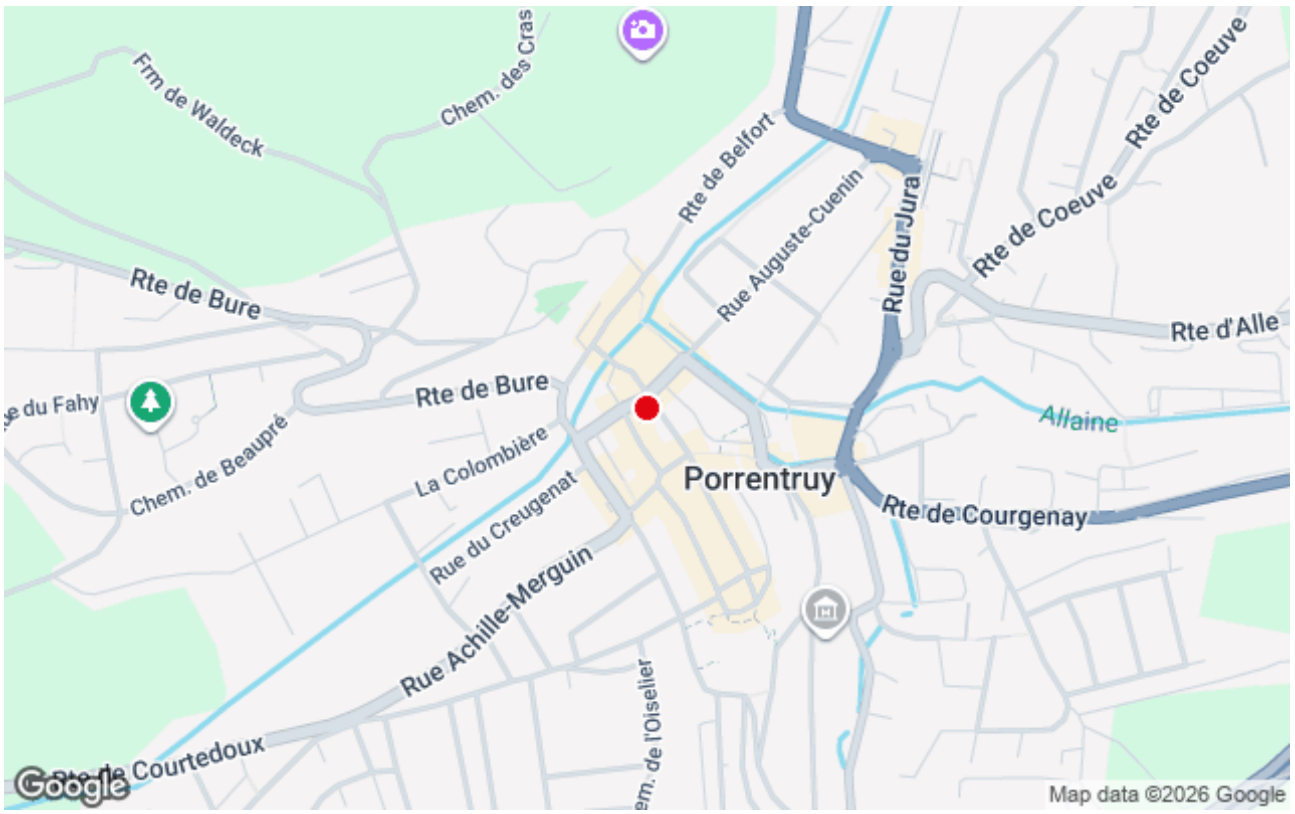 Frm de Waldeck
Chem. des Cras
Rte de Belfort
Rte de Coeuve
Rue Auguste-Cuenin
Rue du Jura
Rte de Coeuve
Rte de Bure
Rte d'Alle
Rte de Bure
du Fahy
Allaine
Chem. de Beaupré
La Colombière
Porrentruy
Rue du Creugenat
Rte de Courgenay
Rue Achille-Merguin
em. de l'Oiselier
Rte de Courtedoux
Google
Map data ©2026 Google